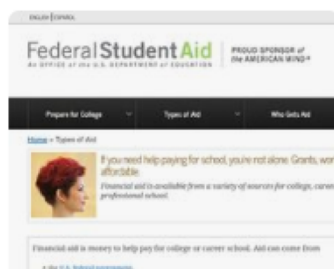 ENGLISH | ESPAÑOL
FederalStudentAid
An OFFICE of the U.S. DEPARTMENT of EDUCATION
PROUD SPONSOR of
the AMERICAN MIND®
Prepare for College
Types of Aid
Who Gets Aid
Home » Types of Aid
If you need help paying for school, you're not alone. Grants, wor
affordable.
Financial aid is available from a variety of sources for college, caree
professional school.
Financial aid is money to help pay for college or career school. Aid can come from
the U.S. federal government